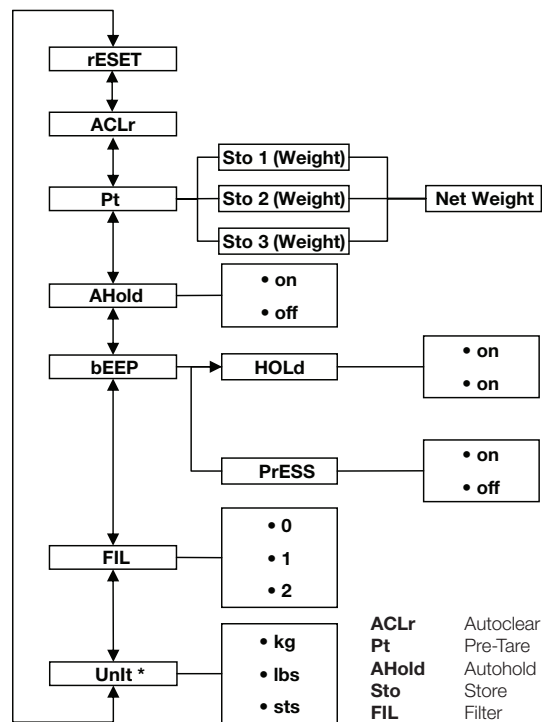 rESET
ACLr
Pt
Sto 1 (Weight)
Sto 2 (Weight)
Sto 3 (Weight)
Net Weight
AHold
• on
• off
bEEP
HOLd
• on
• on
PrESS
• on
• off
FIL
• 0
• 1
• 2
UnIt *
• kg
• lbs
• sts
ACLr Autoclear
Pt Pre-Tare
AHold Autohold
Sto Store
FIL Filter